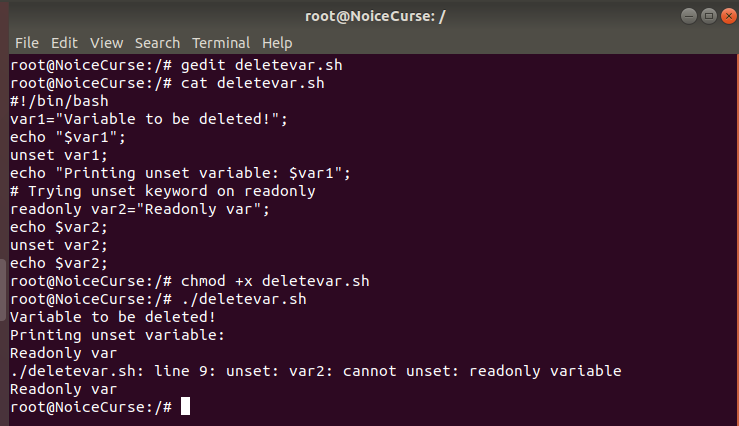 root@NoiceCurse: /
File Edit View Search Terminal Help
root@NoiceCurse:/# gedit deletevar.sh
root@NoiceCurse:/# cat deletevar.sh
#!/bin/bash
var1="Variable to be deleted!";
echo "$var1";
unset var1;
echo "Printing unset variable: $var1";
# Trying unset keyword on readonly
readonly var2="Readonly var";
echo $var2;
unset var2;
echo $var2;
root@NoiceCurse:/# chmod +x deletevar.sh
root@NoiceCurse:/# ./deletevar.sh
Variable to be deleted!
Printing unset variable:
Readonly var
./deletevar.sh: line 9: unset: var2: cannot unset: readonly variable
Readonly var
root@NoiceCurse:/#